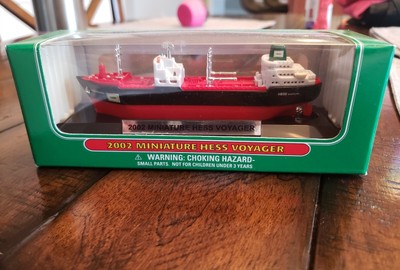 HESS
2002 MINIATURE HESS VOYAGER
2002 MINIATURE HESS VOYAGER
WARNING: CHOKING HAZARD-
SMALL PARTS. NOT FOR CHILDREN UNDER 3 YEARS